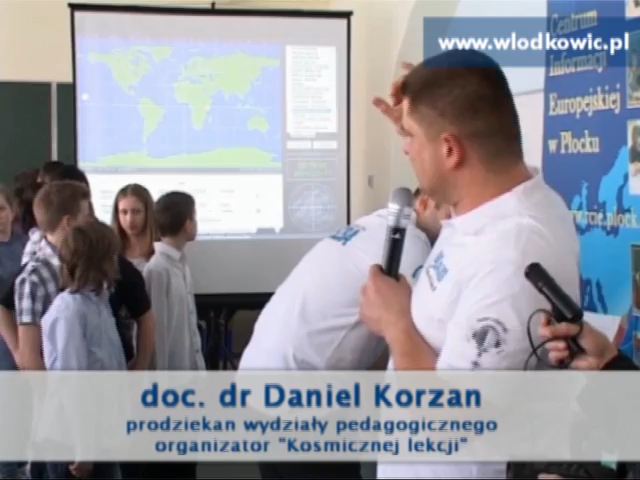 www.wlodkowic.pl
Centrum
Informacji
Europejskiej
w Płocku
doc. dr Daniel Korzan
prodziekan wydziały pedagogicznego
organizator "Kosmicznej lekcji"